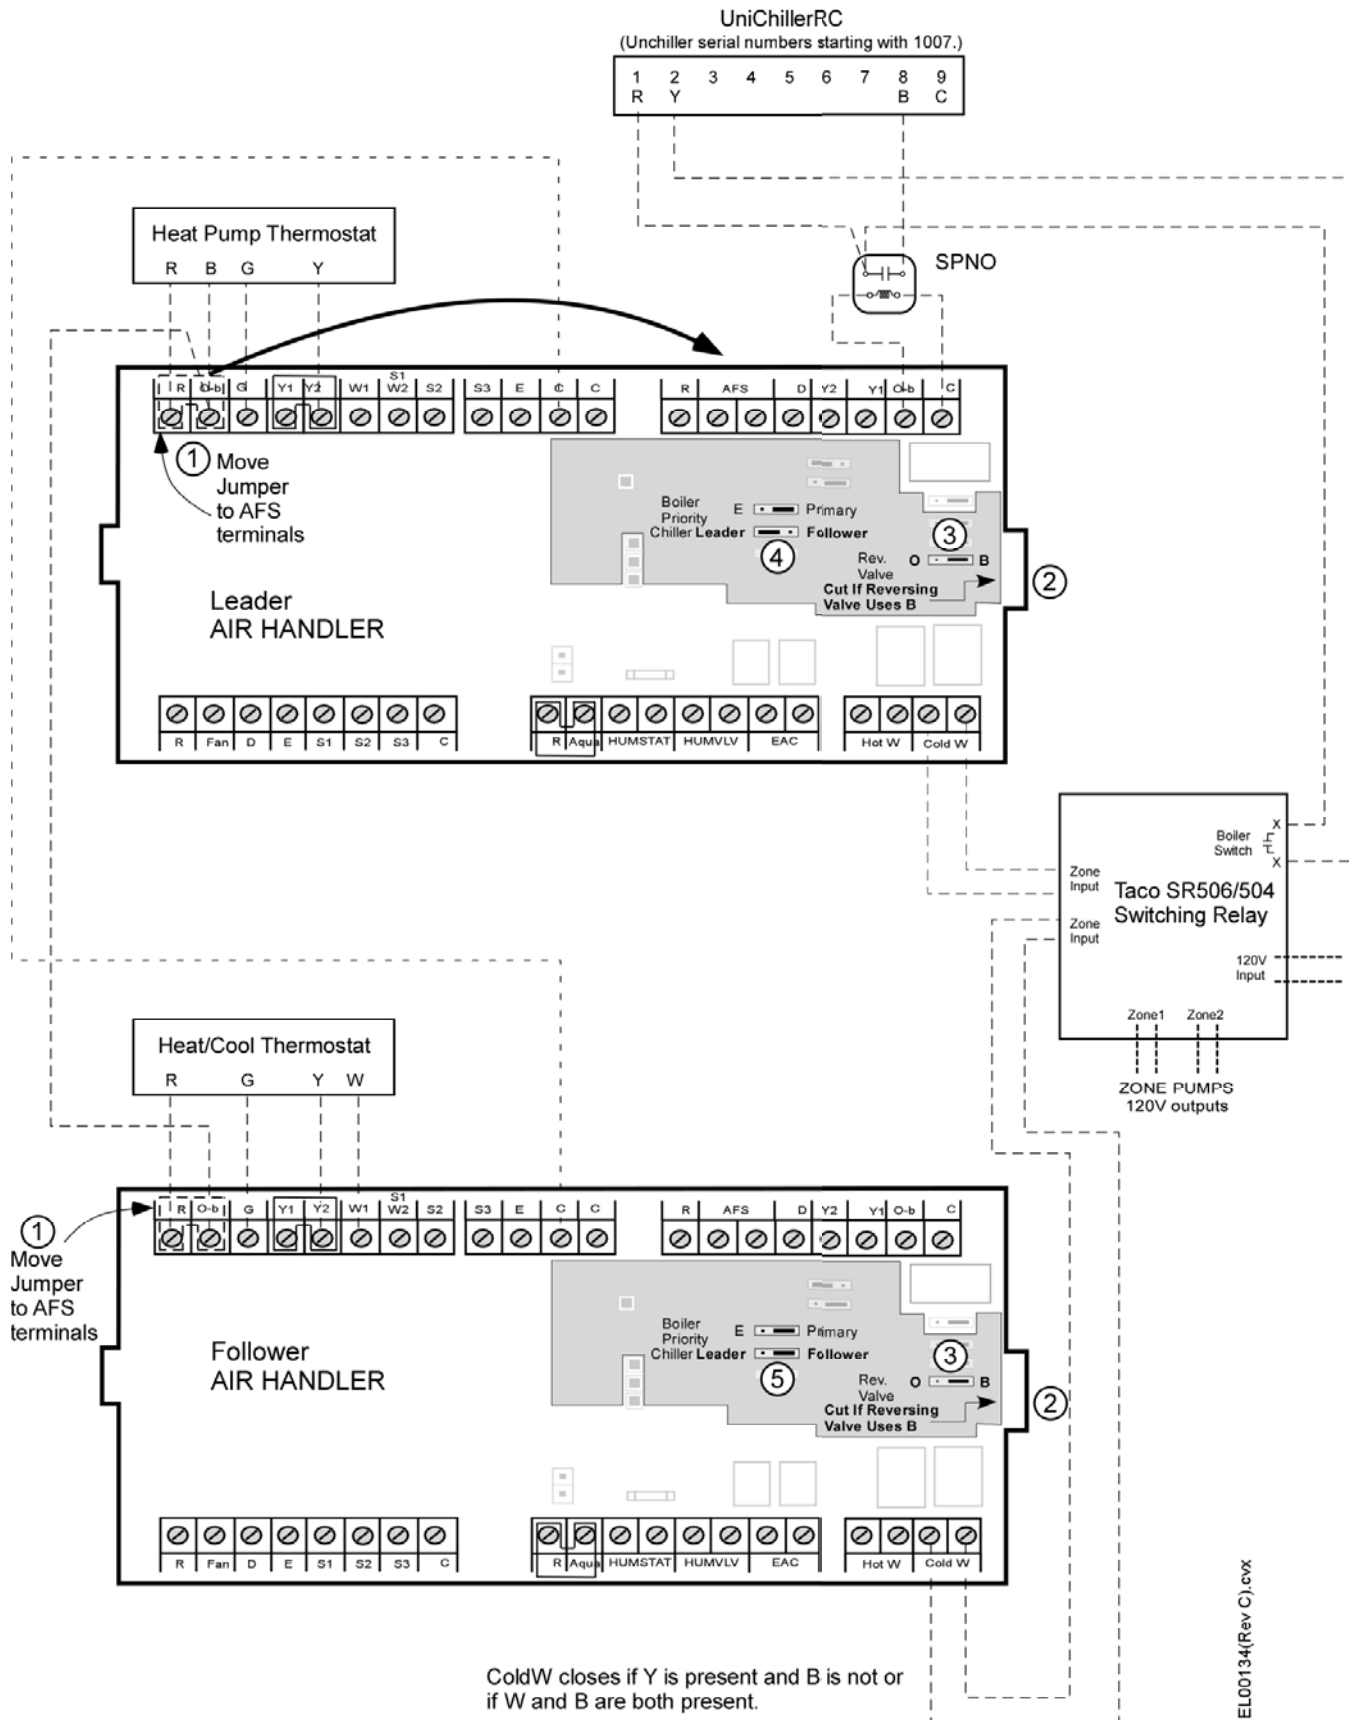 UniChillerRC
(Unchiller serial numbers starting with 1007.)
1 2 3 4 5 6 7 8 9
R Y B C
Heat Pump Thermostat
R B G Y
SPNO
S1
R O-b G Y1 Y2 W1 W2 S2 S3 E C C R AFS D Y2 Y1 O-b C
1 Move
Jumper
to AFS
terminals
Boiler
Priority
E Primary
Chiller Leader Follower
4
3
Rev.
Valve
O B
Cut If Reversing
Valve Uses B
2
Leader
AIR HANDLER
R Fan D E S1 S2 S3 C R Aqua HUMSTAT HUMVLV EAC Hot W Cold W
Boiler
Switch
X
X
Zone
Input
Taco SR506/504
Switching Relay
Zone
Input
120V
Input
Zone1 Zone2
ZONE PUMPS
120V outputs
Heat/Cool Thermostat
R G Y W
S1
R O-b G Y1 Y2 W1 W2 S2 S3 E C C R AFS D Y2 Y1 O-b C
1
Move
Jumper
to AFS
terminals
Boiler
Priority
E Primary
Chiller Leader Follower
5
3
Rev.
Valve
O B
Cut If Reversing
Valve Uses B
2
Follower
AIR HANDLER
R Fan D E S1 S2 S3 C R Aqua HUMSTAT HUMVLV EAC Hot W Cold W
ColdW closes if Y is present and B is not or
if W and B are both present.
EL00134(Rev C).cvx